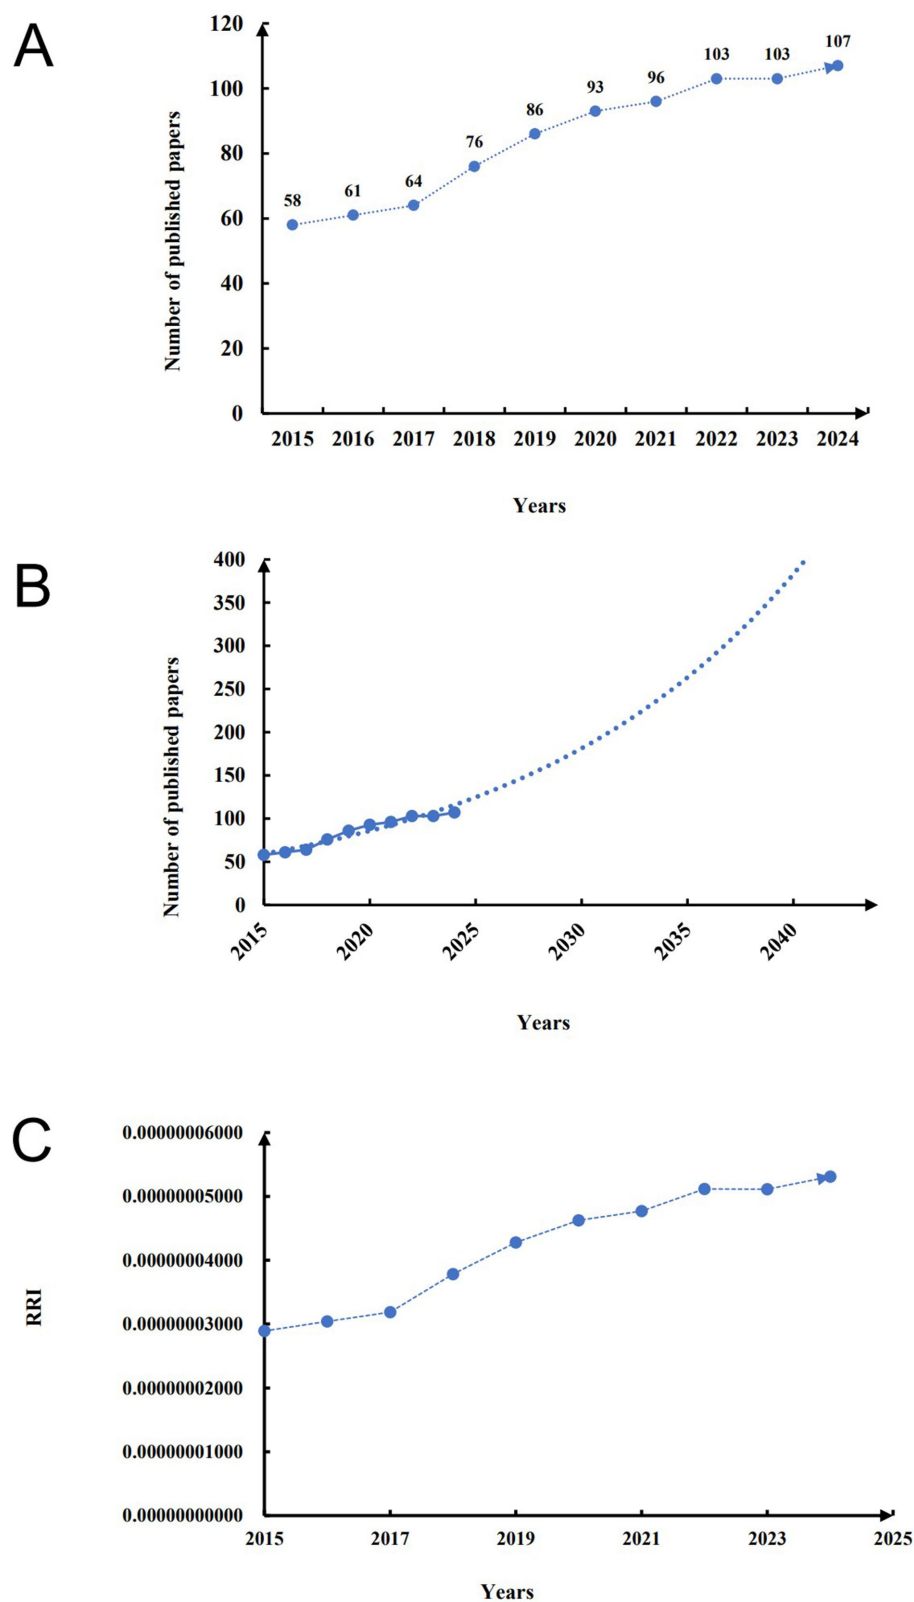 A
Number of published papers
120
100
80
60
40
20
0
58
61
64
76
86
93
96
103
103
107
2015 2016 2017 2018 2019 2020 2021 2022 2023 2024
Years
B
Number of published papers
400
350
300
250
200
150
100
50
0
2015 2020 2025 2030 2035 2040
Years
C
RRI
0.00000006000
0.00000005000
0.00000004000
0.00000003000
0.00000002000
0.00000001000
0.00000000000
2015 2017 2019 2021 2023 2025
Years